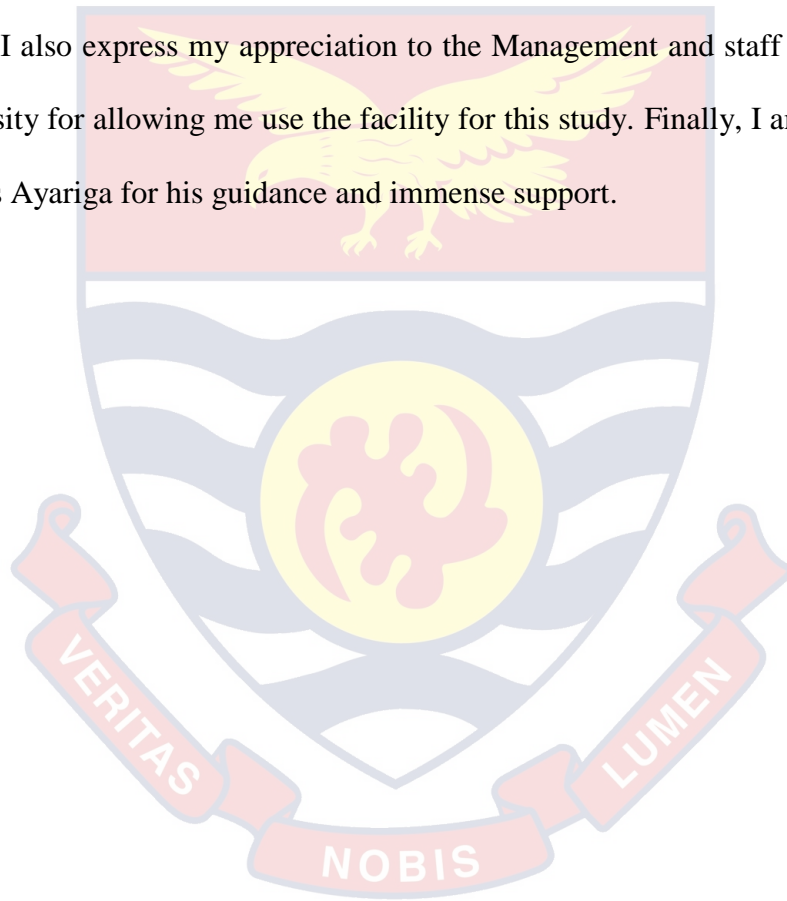 I also express my appreciation to the Management and staff
sity for allowing me use the facility for this study. Finally, I
s Ayariga for his guidance and immense support.
VERITAS
NOBIS
LUMEN